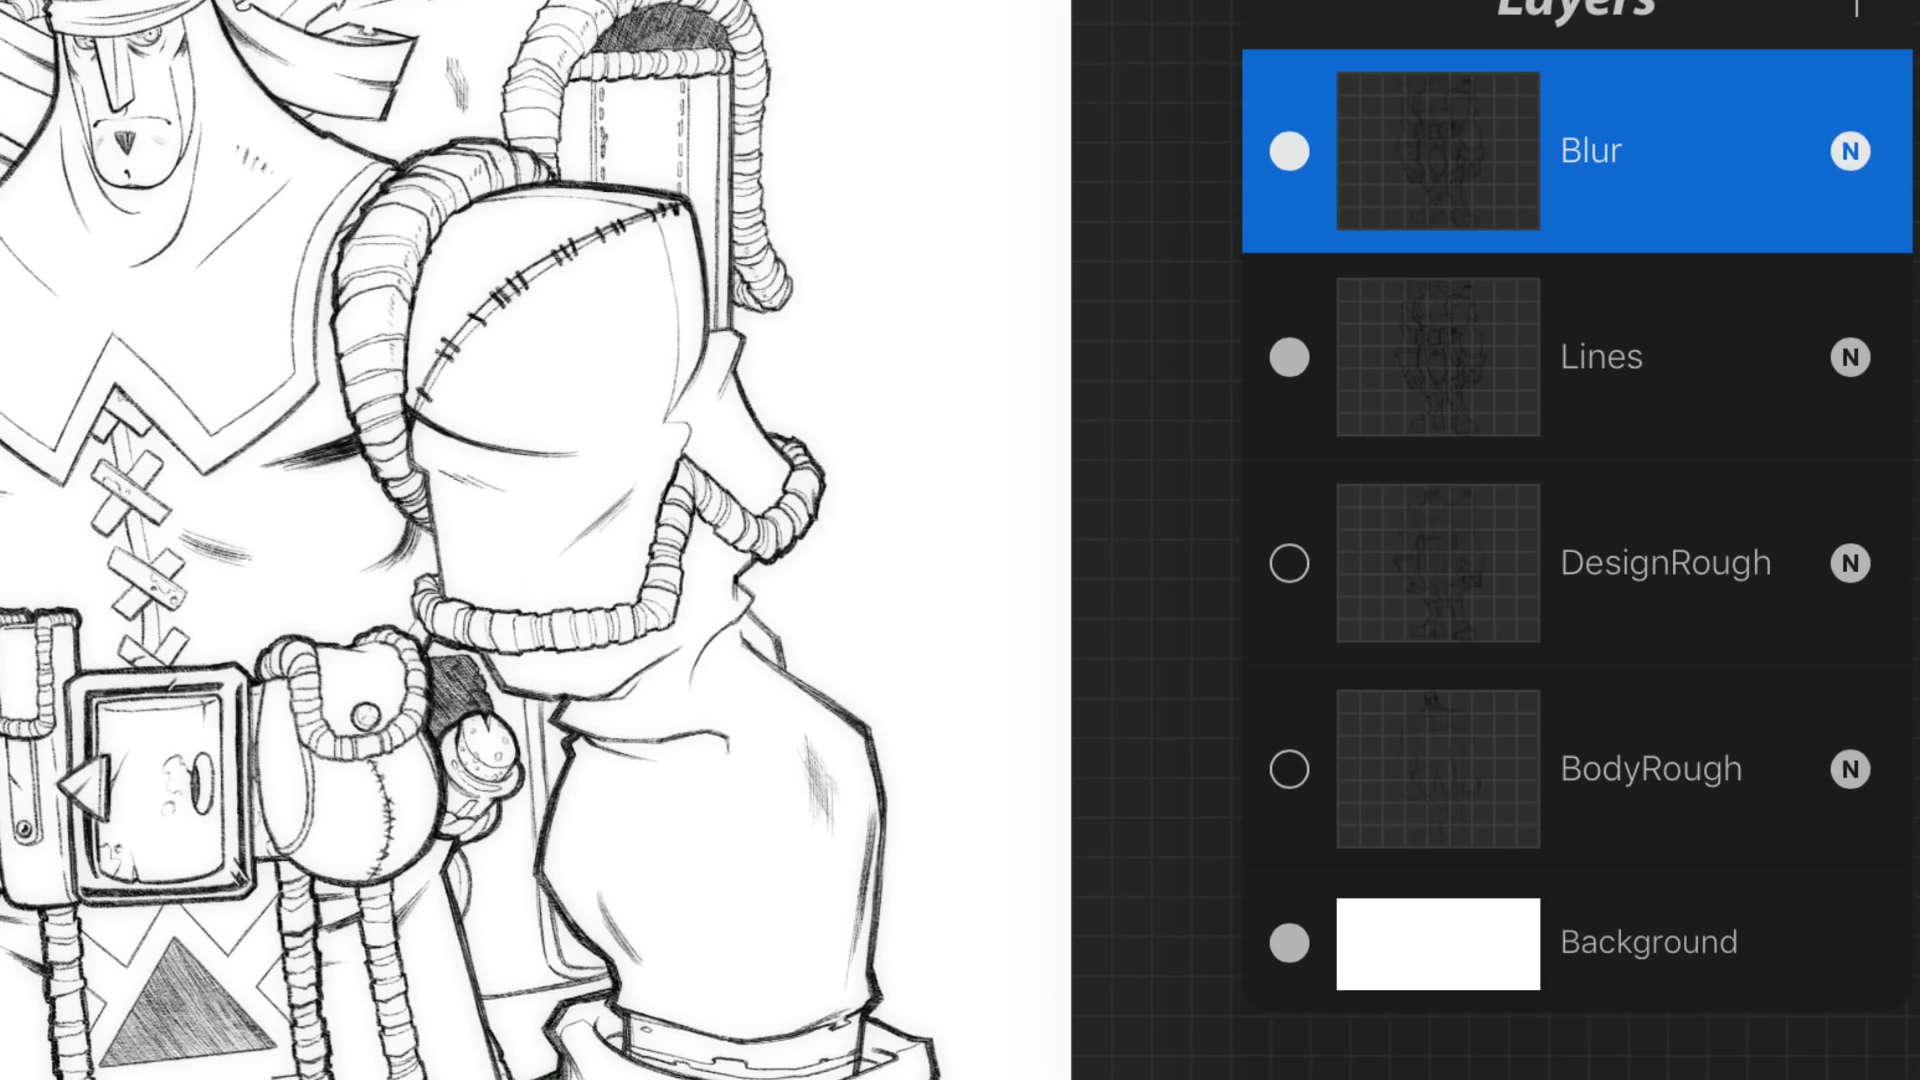 Layers
Blur N
Lines N
DesignRough N
BodyRough N
Background